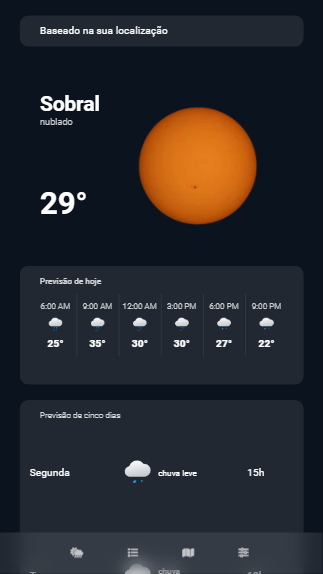 Baseado na sua localização
Sobral
nublado
29°
Previsão de hoje
6:00 AM 9:00 AM 12:00 AM 3:00 PM 6:00 PM 9:00 PM
25° 35° 30° 30° 27° 22°
Previsão de cinco dias
Segunda chuva leve 15h
chuva